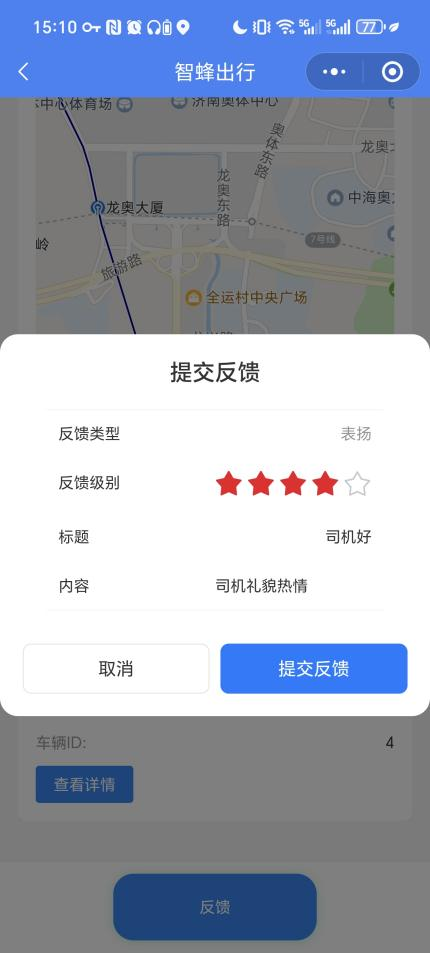 15:10
5G
5G
77
智蜂出行
中心体育场
济南奥体中心
奥体东路
龙奥
龙奥东路
中海奥
龙奥大厦
岭
7号线
旅游路
全运村中央广场
提交反馈
反馈类型
表扬
反馈级别
标题
司机好
内容
司机礼貌热情
取消
提交反馈
车辆ID:
4
查看详情
反馈